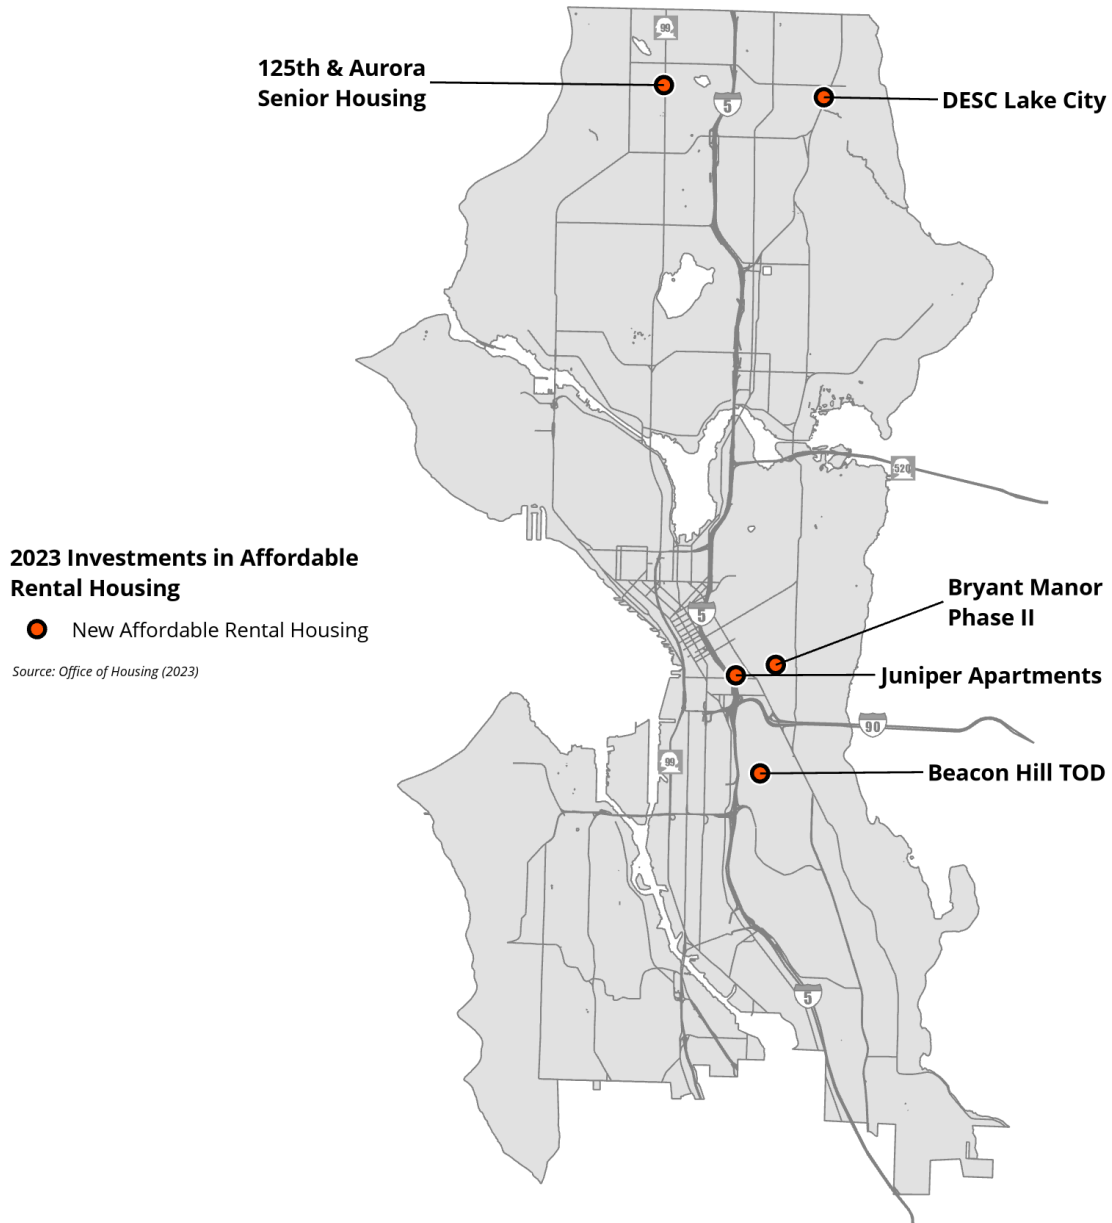 99
125th & Aurora
Senior Housing
5
DESC Lake City
520
2023 Investments in Affordable
Rental Housing
New Affordable Rental Housing
Source: Office of Housing (2023)
Bryant Manor
Phase II
5
Juniper Apartments
90
99
Beacon Hill TOD
5